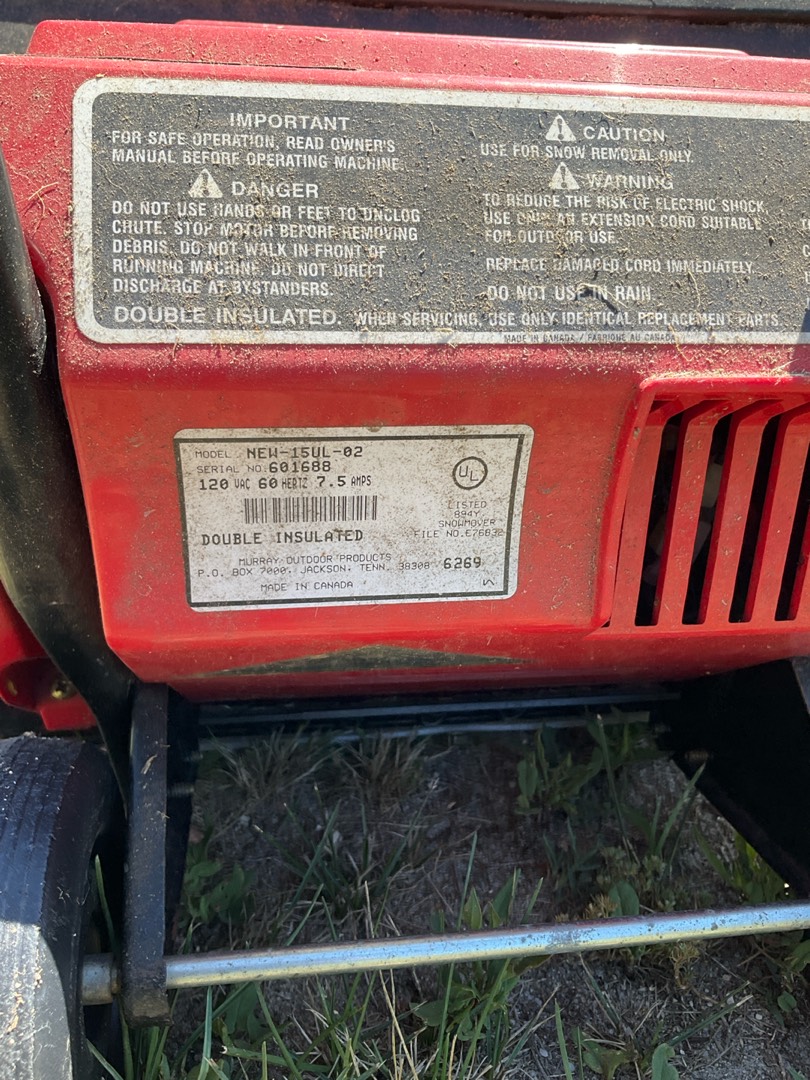 IMPORTANT
FOR SAFE OPERATION, READ OWNER'S
MANUAL BEFORE OPERATING MACHINE.
DANGER
DO NOT USE HANDS OR FEET TO UNCLOG
CHUTE. STOP MOTOR BEFORE REMOVING
DEBRIS. DO NOT WALK IN FRONT OF
RUNNING MACHINE. DO NOT DIRECT
DISCHARGE AT BYSTANDERS.
CAUTION
USE FOR SNOW REMOVAL ONLY.
WARNING
TO REDUCE THE RISK OF ELECTRIC SHOCK,
USE ONLY AN EXTENSION CORD SUITABLE
FOR OUTDOOR USE.
REPLACE DAMAGED CORD IMMEDIATELY.
DO NOT USE IN RAIN.
DOUBLE INSULATED. WHEN SERVICING, USE ONLY IDENTICAL REPLACEMENT PARTS.
MADE IN CANADA / FABRIQUE AU CANADA
MODEL NEW-15UL-02
SERIAL NO.601688
120 VAC 60 HERTZ 7.5 AMPS
UL
LISTED
894Y
SNOWMOVER
FILE NO.E76832
DOUBLE INSULATED
MURRAY OUTDOOR PRODUCTS
P.O. BOX 7000, JACKSON, TENN. 38308 6269
MADE IN CANADA